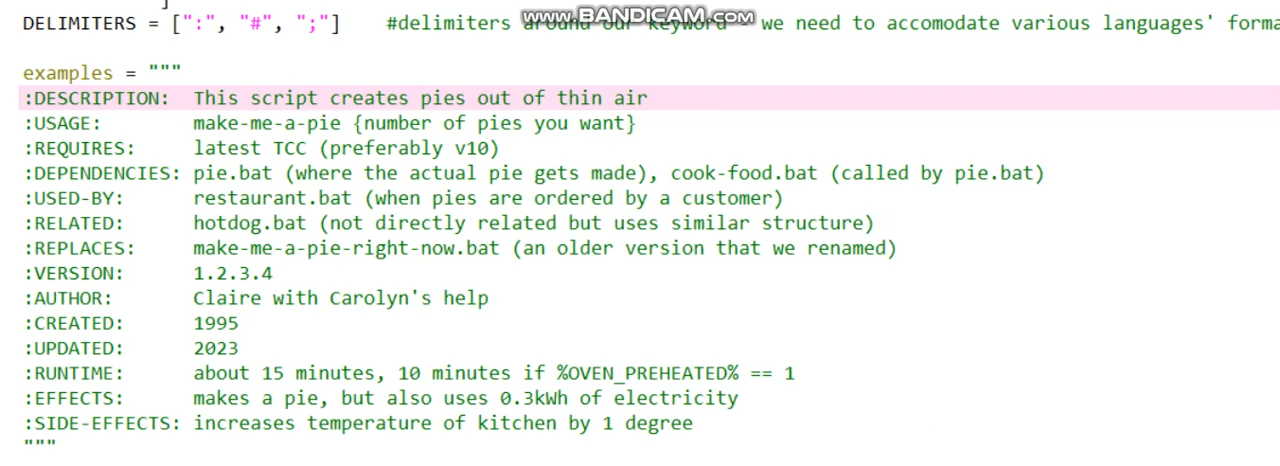 ]
www.BANDICAM.com
DELIMITERS = [":", "#", ";"]    #delimiters around our keyword - we need to accomodate various languages' forma
examples = """
:DESCRIPTION:  This script creates pies out of thin air
:USAGE:        make-me-a-pie {number of pies you want}
:REQUIRES:     latest TCC (preferably v10)
:DEPENDENCIES: pie.bat (where the actual pie gets made), cook-food.bat (called by pie.bat)
:USED-BY:      restaurant.bat (when pies are ordered by a customer)
:RELATED:      hotdog.bat (not directly related but uses similar structure)
:REPLACES:     make-me-a-pie-right-now.bat (an older version that we renamed)
:VERSION:      1.2.3.4
:AUTHOR:       Claire with Carolyn's help
:CREATED:      1995
:UPDATED:      2023
:RUNTIME:      about 15 minutes, 10 minutes if %OVEN_PREHEATED% == 1
:EFFECTS:      makes a pie, but also uses 0.3kWh of electricity
:SIDE-EFFECTS: increases temperature of kitchen by 1 degree
"""